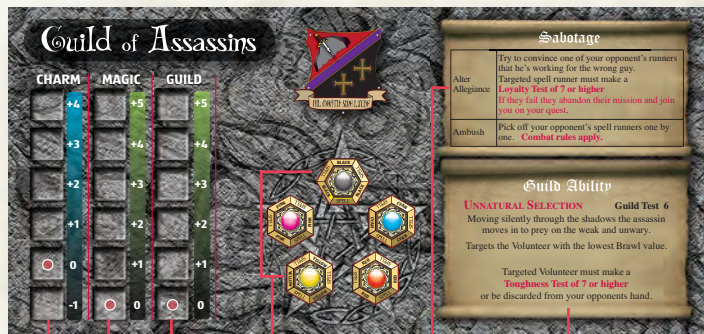 Guild of Assassins
CHARM MAGIC GUILD
+4 +5 +5
+3 +4 +4
+2 +3 +3
+1 +2 +2
0 +1 +1
-1 0 0
BLACK
Sabotage
Alter Allegiance
Try to convince one of your opponent's runners
that he's working for the wrong guy.
Targeted spell runner must make a
Loyalty Test of 7 or higher
If they fail they abandon their mission and join
you on your quest.
Ambush
Pick off your opponent's spell runners one by
one. Combat rules apply.
Guild Ability
UNNATURAL SELECTION Guild Test 6
Moving silently through the shadows the assassin
moves in to prey on the weak and unwary.
Targets the Volunteer with the lowest Brawl value.
Targeted Volunteer must make a
Toughness Test of 7 or higher
or be discarded from your opponents hand.